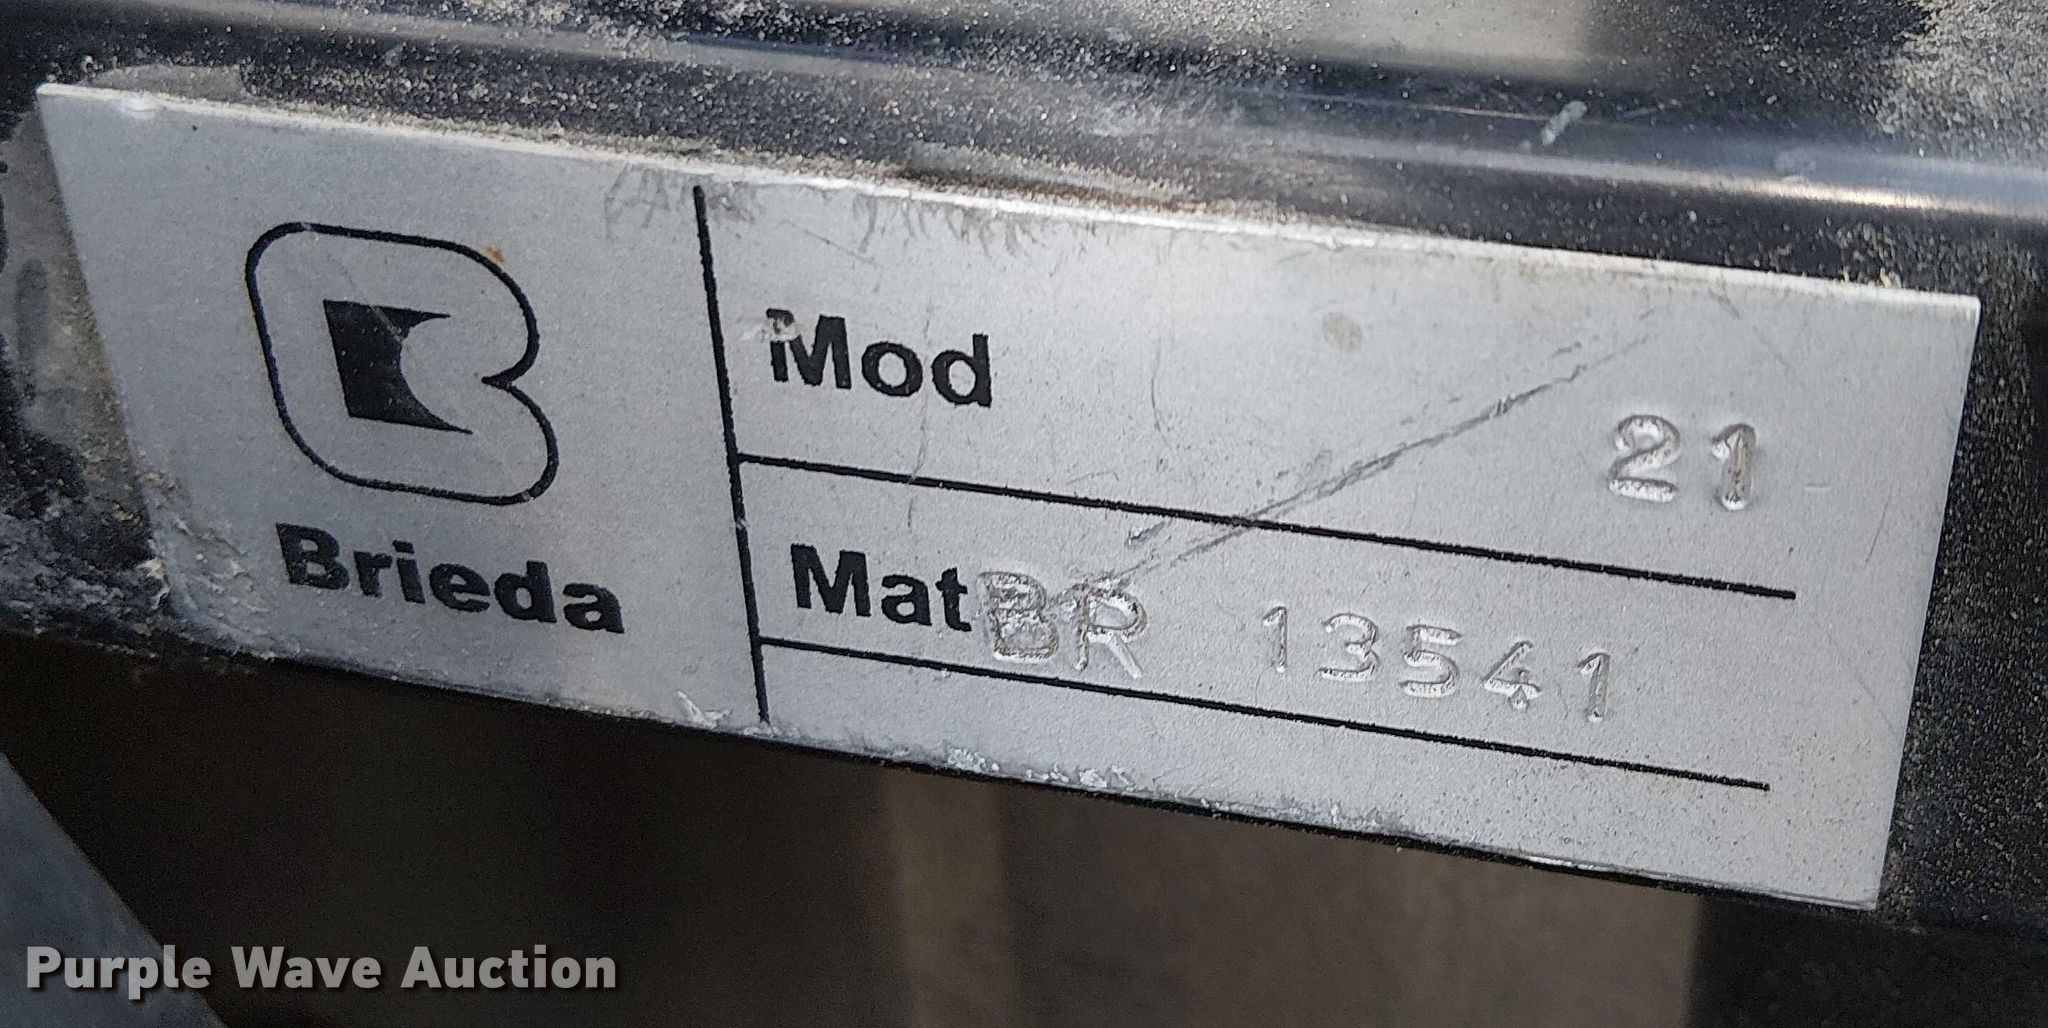 Brieda
Mod 21
Mat BR 13541
Purple Wave Auction